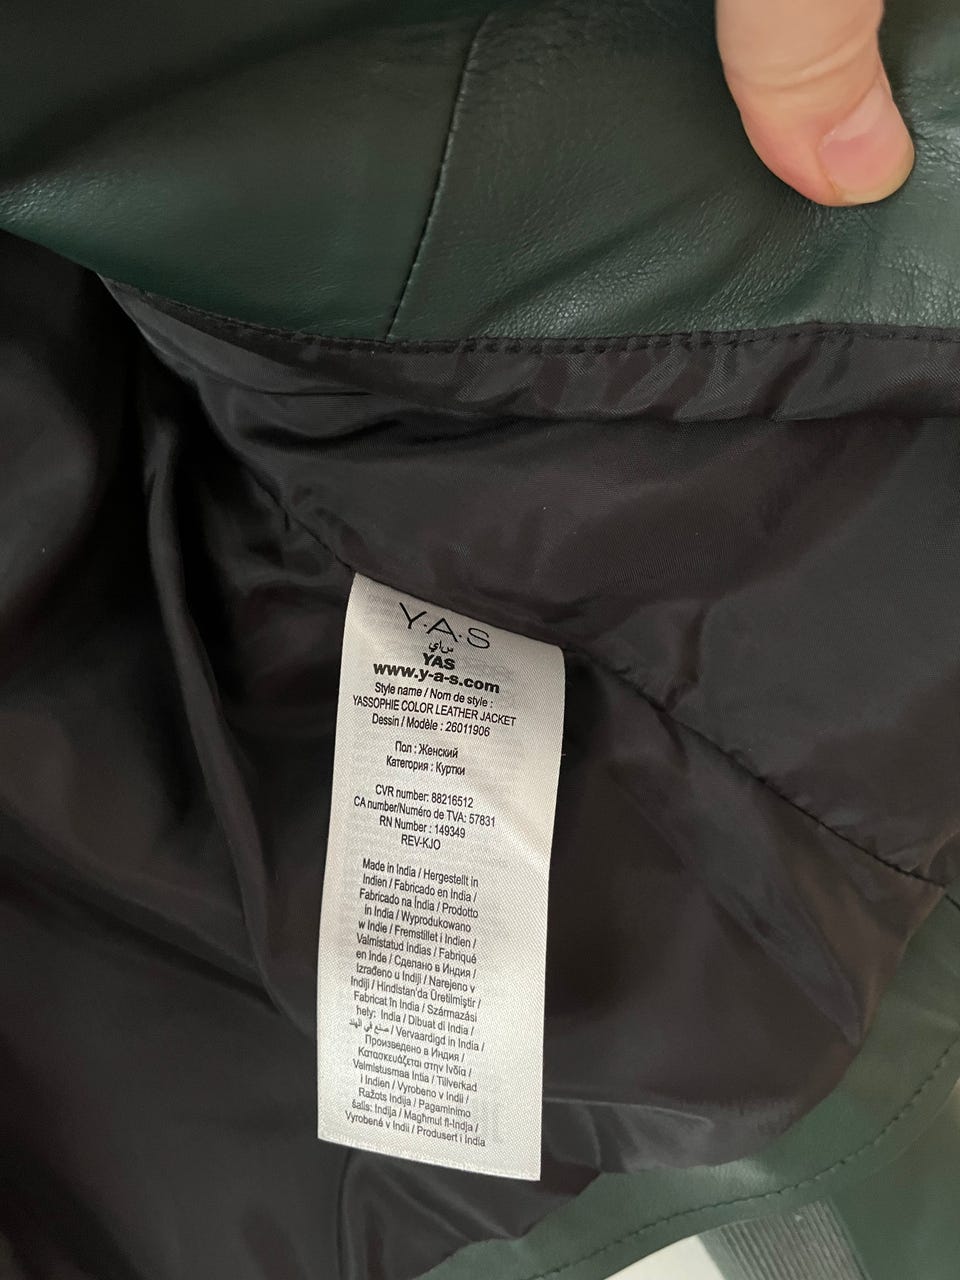 Y·A·S
ساي
YAS
www.y-a-s.com
Style name / Nom de style :
YASSOPHIE COLOR LEATHER JACKET
Dessin / Modèle : 26011906
Пол : Женский
Категория : Куртки
CVR number: 88216512
CA number/Numéro de TVA: 57831
RN Number : 149349
REV-KJO
Made in India / Hergestellt in
Indien / Fabricado en India /
Fabricado na Índia / Prodotto
in India / Wyprodukowano
w Indie / Fremstillet i Indien /
Valmistatud Indias / Fabriqué
en Inde / Сделано в Индия /
Izrađeno u Indiji / Narejeno v
Indiji / Hindistan'da Üretilmiştir /
Fabricat în India / Származási
hely: India / Dibuat di India /
صنع في الهند / Vervaardigd in India /
Произведено в Индия /
Κατασκευάζεται στην Ινδία /
Valmistusmaa Intia / Tillverkad
i Indien / Vyrobeno v Indii /
Ražots Indija / Pagaminimo
šalis: Indija / Magħmul fl-Indja /
Vyrobené v Indii / Produsert i India